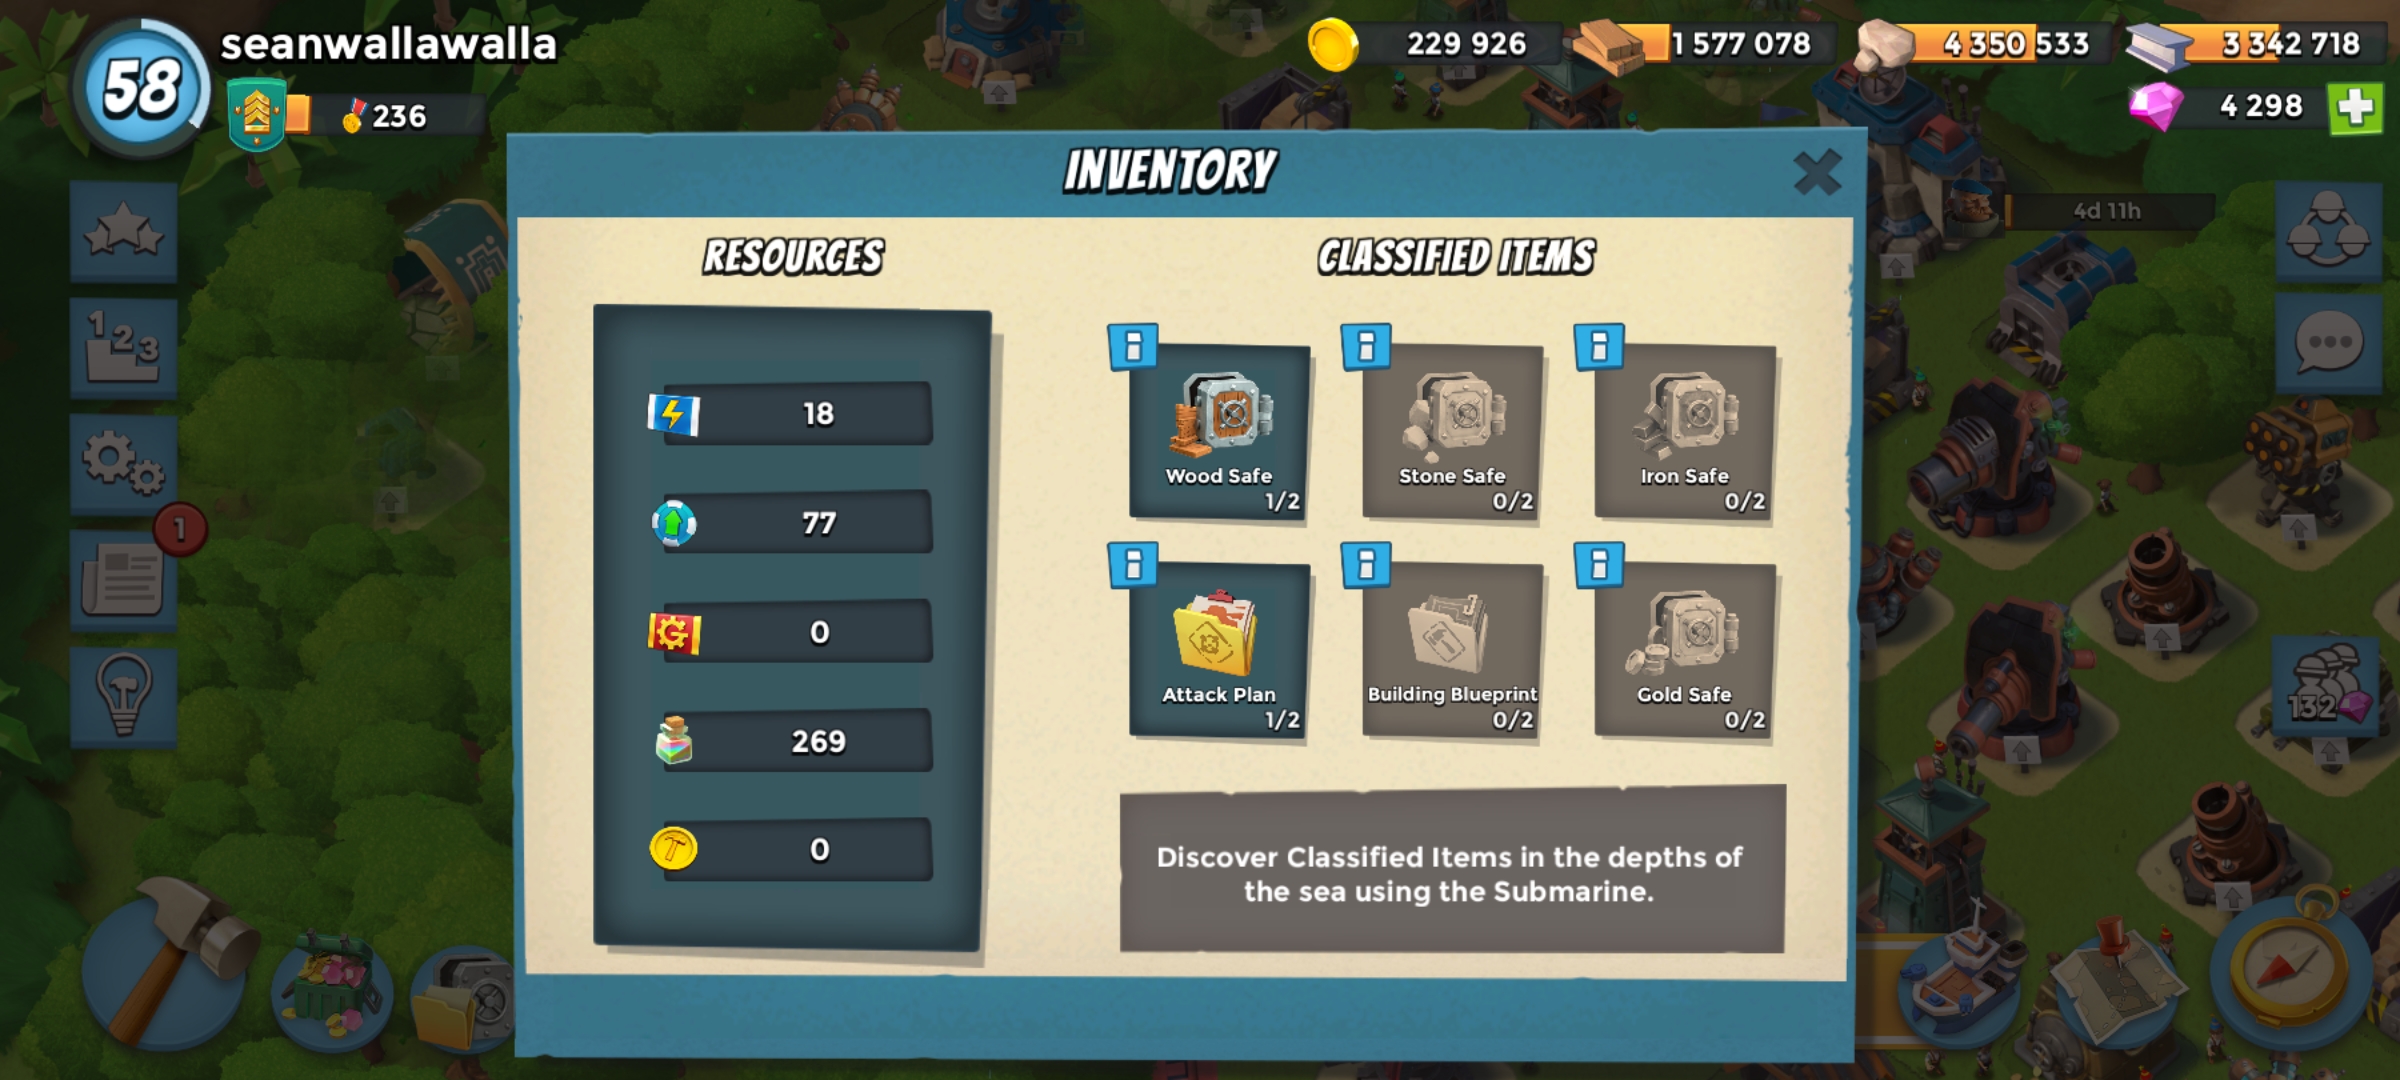 58
seanwallawalla
236
229 926
1 577 078
4 350 533
3 342 718
4 298
INVENTORY
4d 11h
RESOURCES
CLASSIFIED ITEMS
123
1
18
77
G
0
269
0
Wood Safe
1/2
Stone Safe
0/2
Iron Safe
0/2
Attack Plan
1/2
Building Blueprint
0/2
Gold Safe
0/2
132
Discover Classified Items in the depths of
the sea using the Submarine.